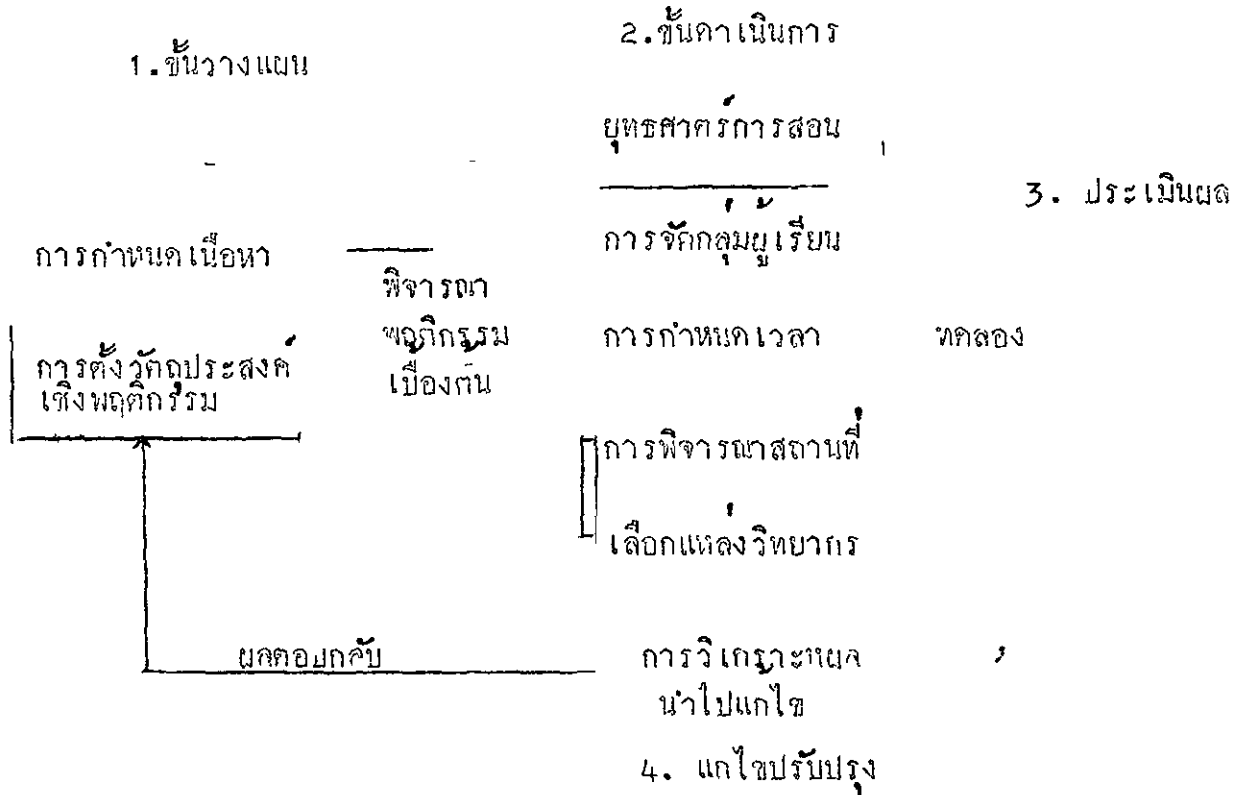 1.ขั้นวางแผน
2.ขั้นดาเนินการ
ยุทธศาตร์การสอน
3. ประเมินผล
การกำหนดเนื้อหา
การจัดกลุ่มผู้เรียน
พิจารณา
พฤติกรรม
เบื้องต้น
การกำหนดเวลา
ทดลอง
การตั้งวัตถุประสงค์
เชิงพฤติกรรม
การพิจารณาสถานที่
เลือกแหล่งวิทยากร
ผลตอบกลับ
การวิเคราะหผล
นำไปแก้ไข
4. แกไขปรับปรุง